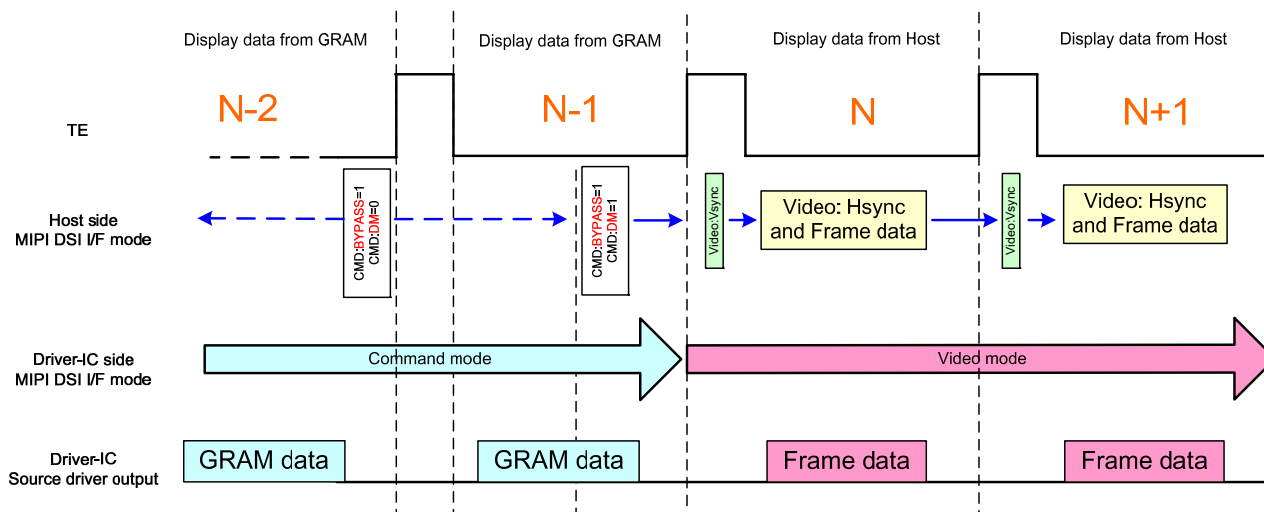 Display data from GRAM
Display data from GRAM
Display data from Host
Display data from Host
TE
N-2
N-1
N
N+1
Host side
MIPI DSI I/F mode
CMD:BYPASS=1
CMD:DM=0
CMD:BYPASS=1
CMD:DM=1
Video:Vsync
Video: Hsync
and Frame data
Video:Vsync
Video: Hsync
and Frame data
Driver-IC side
MIPI DSI I/F mode
Command mode
Video mode
Driver-IC
Source driver output
GRAM data
GRAM data
Frame data
Frame data